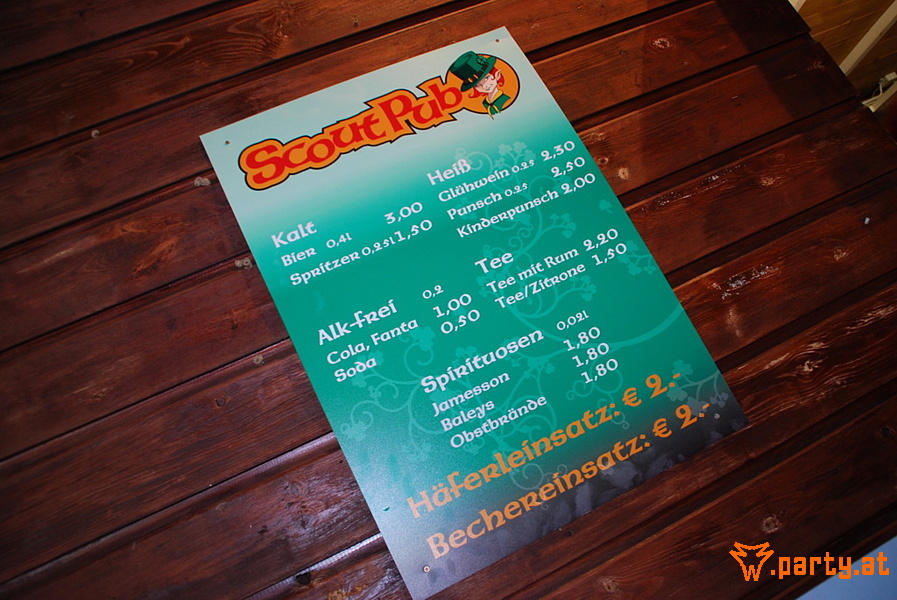 Scout Pub
Kalt
Bier 0,4l 3,00
Spritzer 0,25l 1,50
Heiß
Glühwein 0.25 2,30
Punsch 0.25 2,50
Kinderpunsch 2,00
Alk-frei 0,2
Cola, Fanta 1,00
Soda 0,50
Tee
Tee mit Rum 2,20
Tee/Zitrone 1,50
Spirituosen 0,02l
Jamesson 1,80
Baleys 1,80
Obstbrände 1,80
Häferleinsatz: € 2.-
Bechereinsatz: € 2.-
.party.at